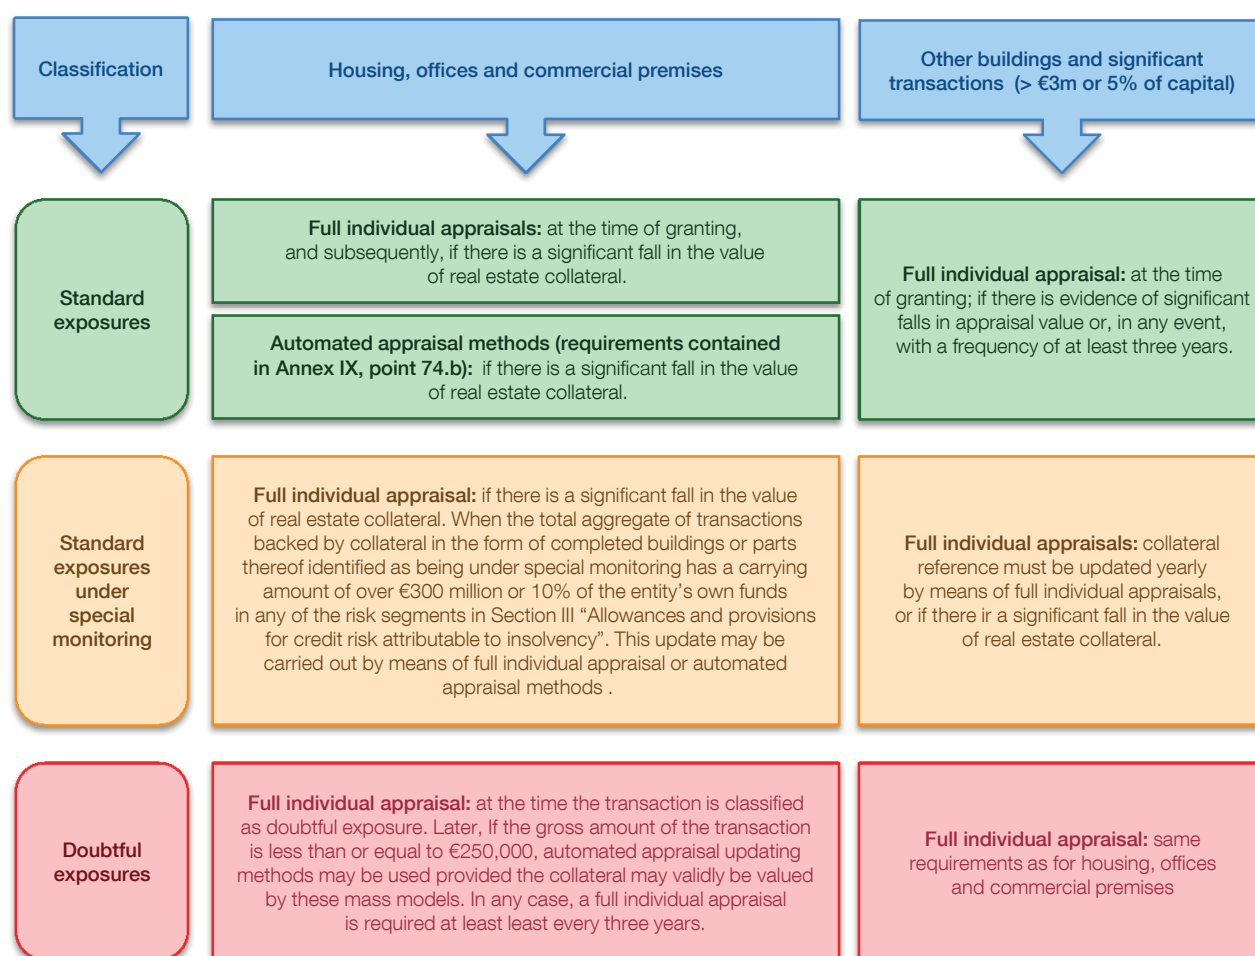 Classification
Housing, offices and commercial premises
Other buildings and significant
transactions (> €3m or 5% of capital)
Standard
exposures
Full individual appraisals: at the time of granting,
and subsequently, if there is a significant fall in the value
of real estate collateral.
Automated appraisal methods (requirements contained
in Annex IX, point 74.b): if there is a significant fall in the value
of real estate collateral.
Full individual appraisal: at the time
of granting; if there is evidence of significant
falls in appraisal value or, in any event,
with a frequency of at least three years.
Standard
exposures
under
special
monitoring
Full individual appraisal: if there is a significant fall in the value
of real estate collateral. When the total aggregate of transactions
backed by collateral in the form of completed buildings or parts
thereof identified as being under special monitoring has a carrying
amount of over €300 million or 10% of the entity’s own funds
in any of the risk segments in Section III “Allowances and provisions
for credit risk attributable to insolvency”. This update may be
carried out by means of full individual appraisal or automated
appraisal methods .
Full individual appraisals: collateral
reference must be updated yearly
by means of full individual appraisals,
or if there ir a significant fall in the value
of real estate collateral.
Doubtful
exposures
Full individual appraisal: at the time the transaction is classified
as doubtful exposure. Later, If the gross amount of the transaction
is less than or equal to €250,000, automated appraisal updating
methods may be used provided the collateral may validly be valued
by these mass models. In any case, a full individual appraisal
is required at least least every three years.
Full individual appraisal: same
requirements as for housing, offices
and commercial premises